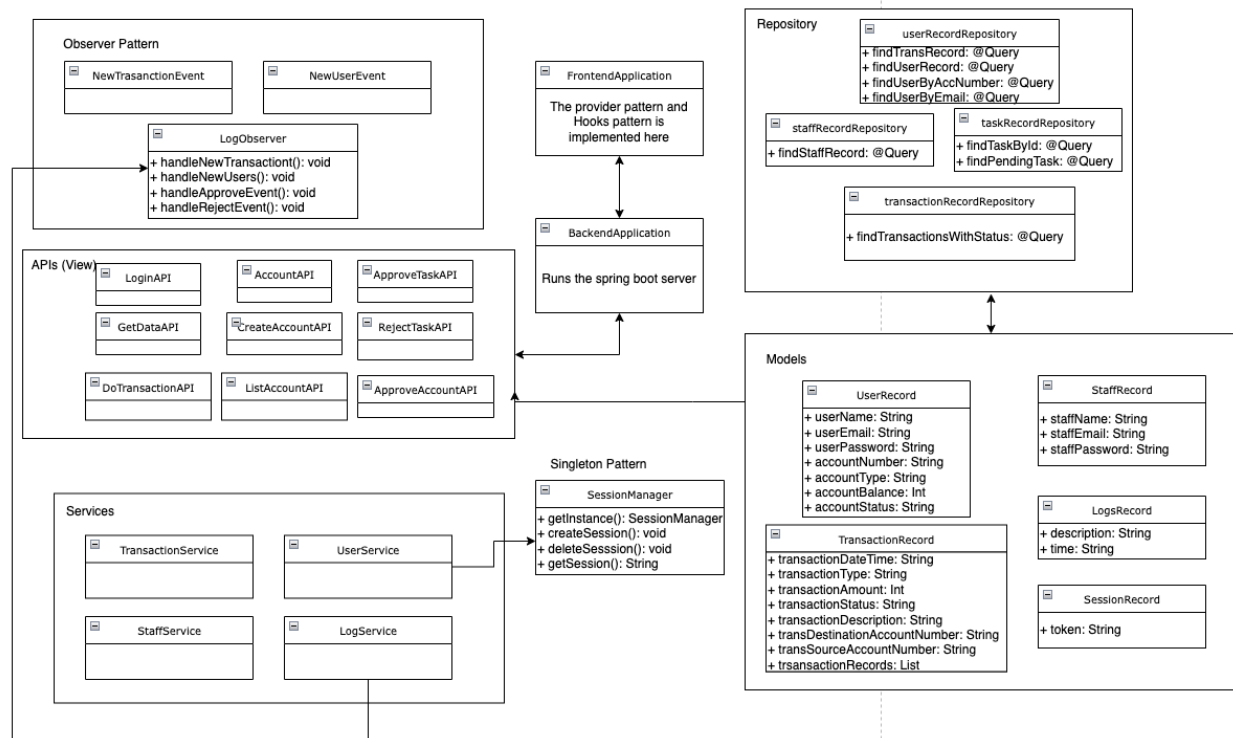 Observer Pattern
NewTrasanctionEvent
NewUserEvent
LogObserver
+ handleNewTransactiont(): void
+ handleNewUsers(): void
+ handleApproveEvent(): void
+ handleRejectEvent(): void
FrontendApplication
The provider pattern and
Hooks pattern is
implemented here
BackendApplication
Runs the spring boot server
Repository
userRecordRepository
+ findTransRecord: @Query
+ findUserRecord: @Query
+ findUserByAccNumber: @Query
+ findUserByEmail: @Query
staffRecordRepository
+ findStaffRecord: @Query
taskRecordRepository
+ findTaskById: @Query
+ findPendingTask: @Query
transactionRecordRepository
+ findTransactionsWithStatus: @Query
APIs (View)
LoginAPI
AccountAPI
ApproveTaskAPI
GetDataAPI
CreateAccountAPI
RejectTaskAPI
DoTransactionAPI
ListAccountAPI
ApproveAccountAPI
Models
UserRecord
+ userName: String
+ userEmail: String
+ userPassword: String
+ accountNumber: String
+ accountType: String
+ accountBalance: Int
+ accountStatus: String
StaffRecord
+ staffName: String
+ staffEmail: String
+ staffPassword: String
LogsRecord
+ description: String
+ time: String
TransactionRecord
+ transactionDateTime: String
+ transactionType: String
+ transactionAmount: Int
+ transactionStatus: String
+ transactionDescription: String
+ transDestinationAccountNumber: String
+ transSourceAccountNumber: String
+ trsansactionRecords: List
SessionRecord
+ token: String
Singleton Pattern
SessionManager
+ getInstance(): SessionManager
+ createSession(): void
+ deleteSesssion(): void
+ getSession(): String
Services
TransactionService
UserService
StaffService
LogService